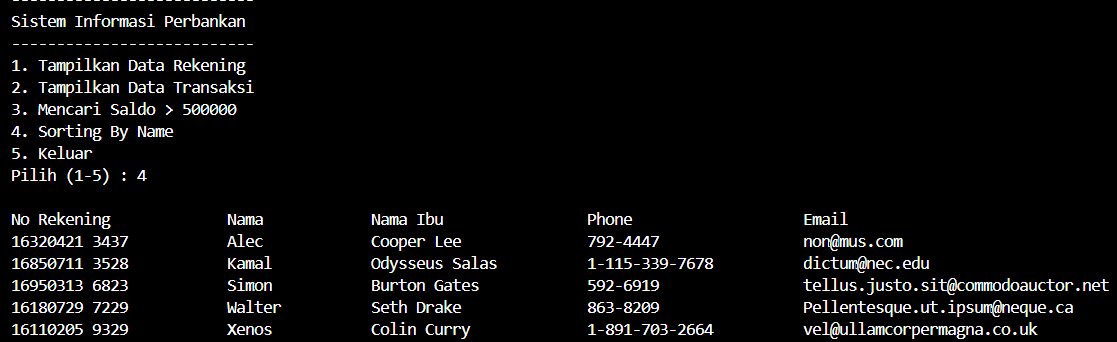 ---------------------------
Sistem Informasi Perbankan
---------------------------
1. Tampilkan Data Rekening
2. Tampilkan Data Transaksi
3. Mencari Saldo > 500000
4. Sorting By Name
5. Keluar
Pilih (1-5) : 4
No Rekening Nama Nama Ibu Phone Email
16320421 3437 Alec Cooper Lee 792-4447 non@mus.com
16850711 3528 Kamal Odysseus Salas 1-115-339-7678 dictum@nec.edu
16950313 6823 Simon Burton Gates 592-6919 tellus.justo.sit@commodoauctor.net
16180729 7229 Walter Seth Drake 863-8209 Pellentesque.ut.ipsum@neque.ca
16110205 9329 Xenos Colin Curry 1-891-703-2664 vel@ullamcorpermagna.co.uk